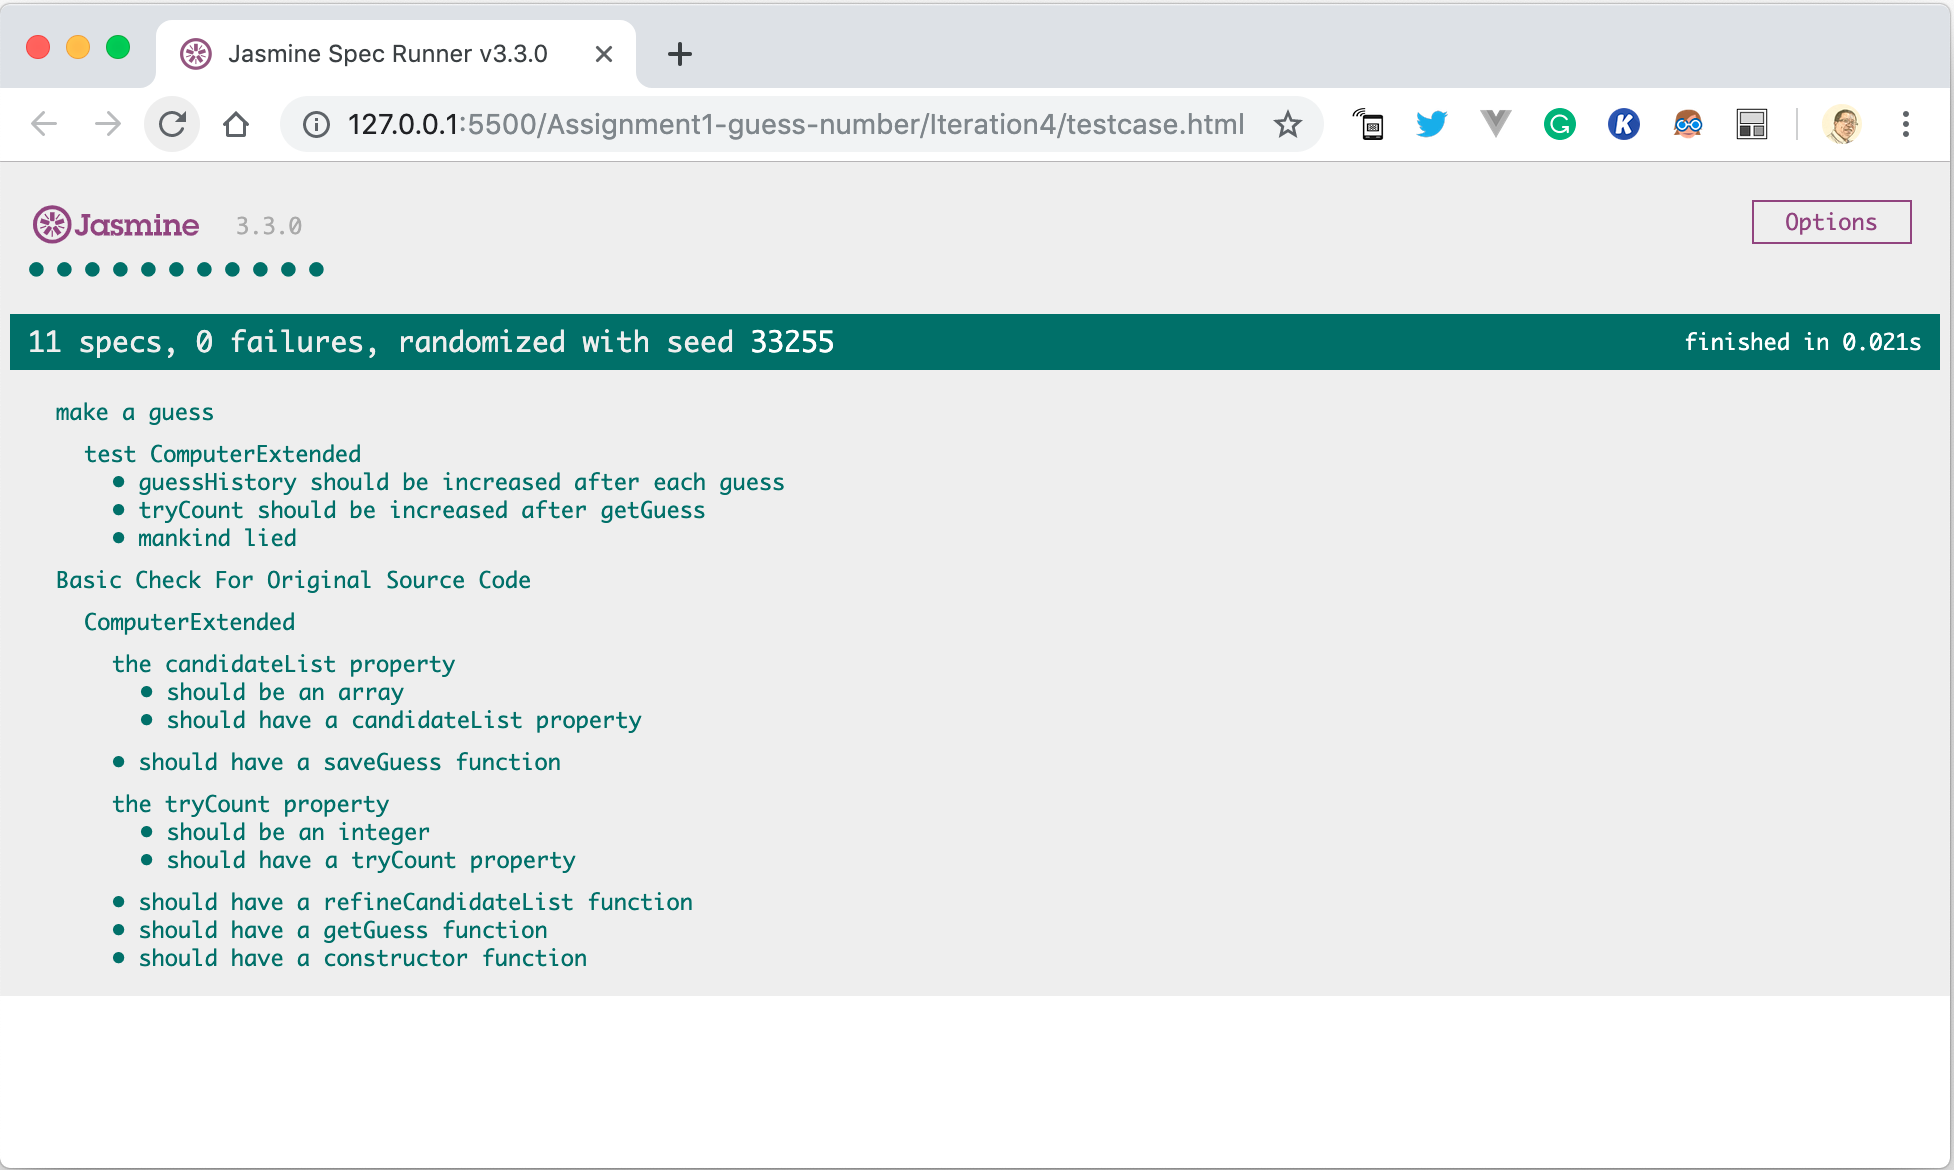 Jasmine Spec Runner v3.3.0
127.0.0.1:5500/Assignment1-guess-number/Iteration4/testcase.html
G
K
Jasmine 3.3.0
Options
11 specs, 0 failures, randomized with seed 33255
finished in 0.021s
make a guess
test ComputerExtended
• guessHistory should be increased after each guess
• tryCount should be increased after getGuess
• mankind lied
Basic Check For Original Source Code
ComputerExtended
the candidateList property
• should be an array
• should have a candidateList property
• should have a saveGuess function
the tryCount property
• should be an integer
• should have a tryCount property
• should have a refineCandidateList function
• should have a getGuess function
• should have a constructor function